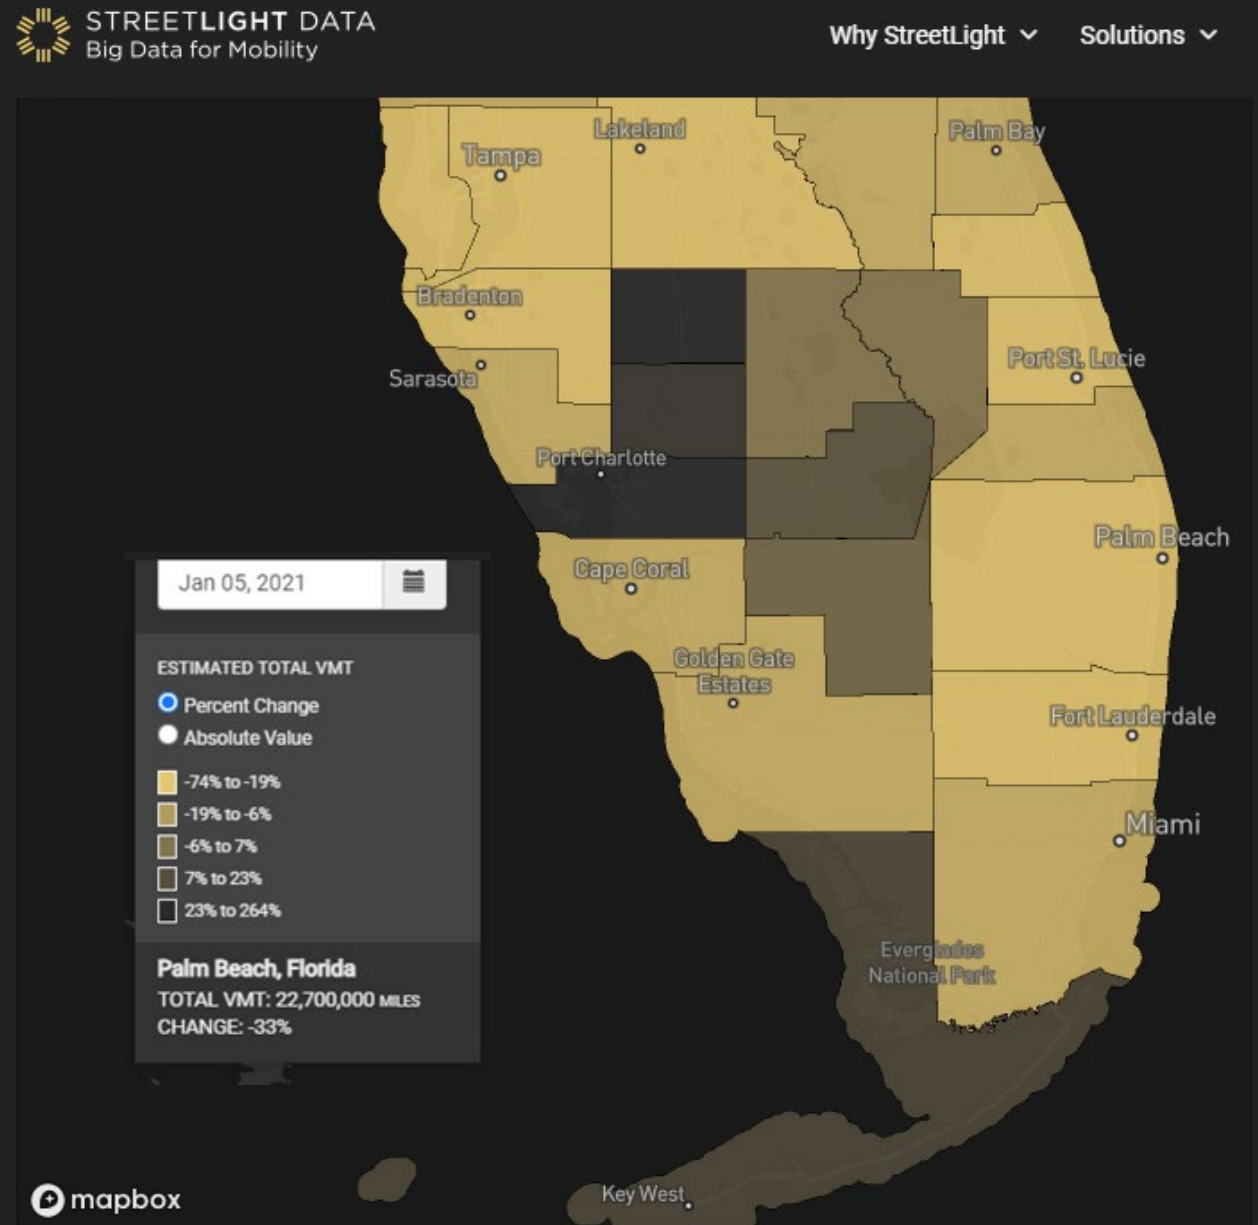 STREETLIGHT DATA
Big Data for Mobility
Why StreetLight
Solutions
Lakeland
Palm Bay
Tampa
Bradenton
Port St. Lucie
Sarasota
Port Charlotte
Palm Beach
Cape Coral
Golden Gate
Estates
Fort Lauderdale
Miami
Everglades
National Park
Key West
Jan 05, 2021
ESTIMATED TOTAL VMT
Percent Change
Absolute Value
-74% to -19%
-19% to -6%
-6% to 7%
7% to 23%
23% to 264%
Palm Beach, Florida
TOTAL VMT: 22,700,000 MILES
CHANGE: -33%
mapbox